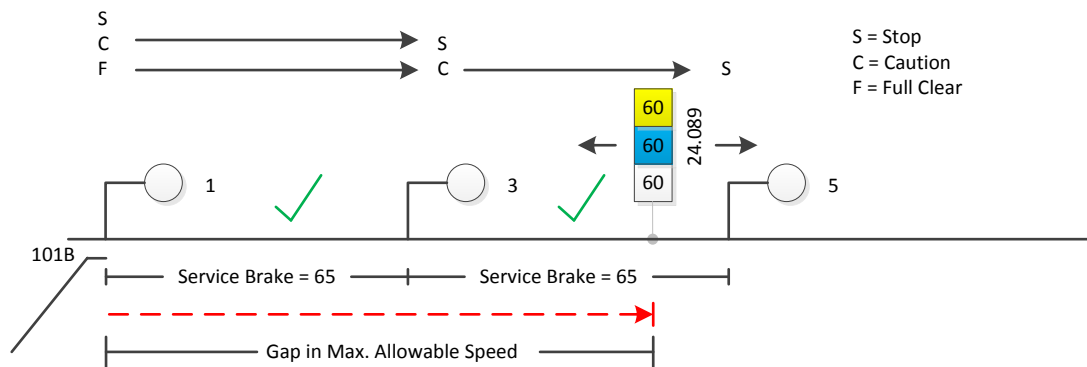 S
C
F
S
C
S
S = Stop
C = Caution
F = Full Clear
60
60
60
24.089
1
3
5
101B
Service Brake = 65
Service Brake = 65
Gap in Max. Allowable Speed